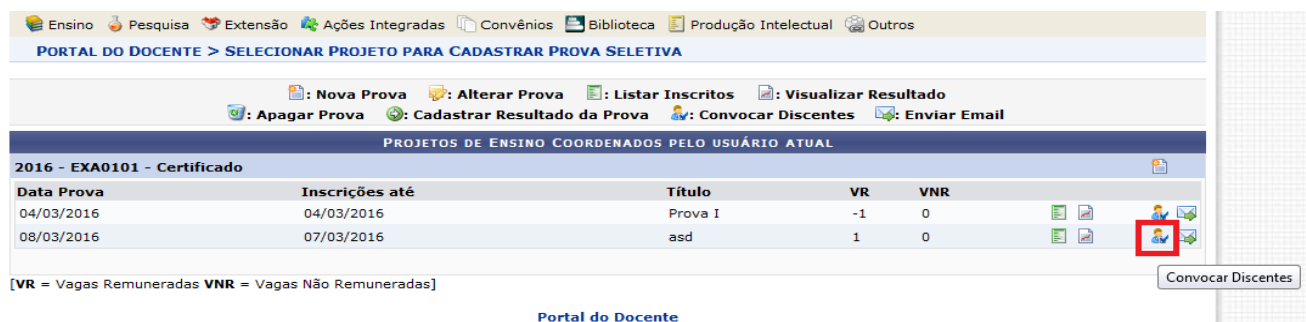 Ensino Pesquisa Extensão Ações Integradas Convênios Biblioteca Produção Intelectual Outros
PORTAL DO DOCENTE > SELECIONAR PROJETO PARA CADASTRAR PROVA SELETIVA
: Nova Prova : Alterar Prova : Listar Inscritos : Visualizar Resultado
: Apagar Prova : Cadastrar Resultado da Prova : Convocar Discentes : Enviar Email
PROJETOS DE ENSINO COORDENADOS PELO USUÁRIO ATUAL
2016 - EXA0101 - Certificado
Data Prova Inscrições até Título VR VNR
04/03/2016 04/03/2016 Prova I -1 0
08/03/2016 07/03/2016 asd 1 0
Convocar Discentes
[VR = Vagas Remuneradas VNR = Vagas Não Remuneradas]
Portal do Docente